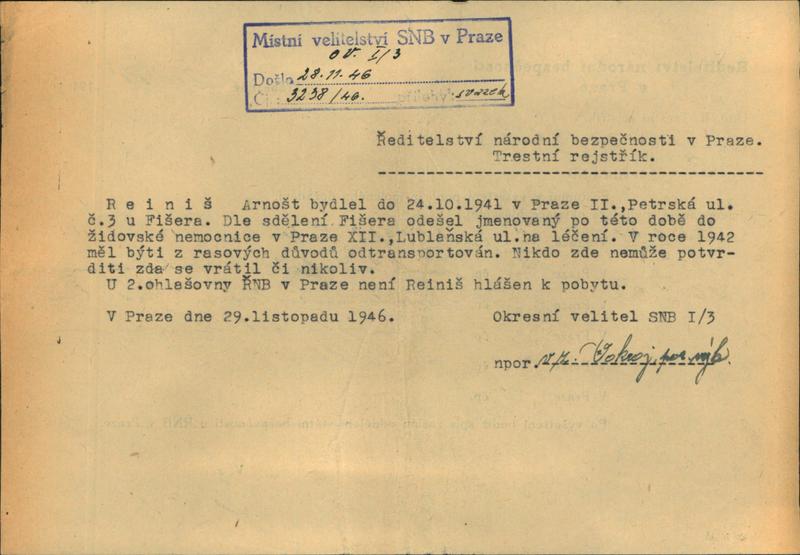 Místní velitelství SNB v Praze
OV. I/3
Došlo 28.11.46
Čj.: 3238/46. svazek
Ředitelství národní bezpečnosti v Praze.
Trestní rejstřík.
R e i n i š Arnošt bydlel do 24.10.1941 v Praze II.,Petrská ul.
č.3 u Fišera. Dle sdělení Fišera odešel jmenovaný po této době do
židovské nemocnice v Praze XII.,Lubleňská ul.na léčení. V roce 1942
měl býti z rasových důvodů odtransportován. Nikdo zde nemůže potvr-
diti zda se vrátil či nikoliv.
U 2.ohlašovny ŘNB v Praze není Reiniš hlášen k pobytu.
V Praze dne 29.listopadu 1946. Okresní velitel SNB I/3
npor. v.z.